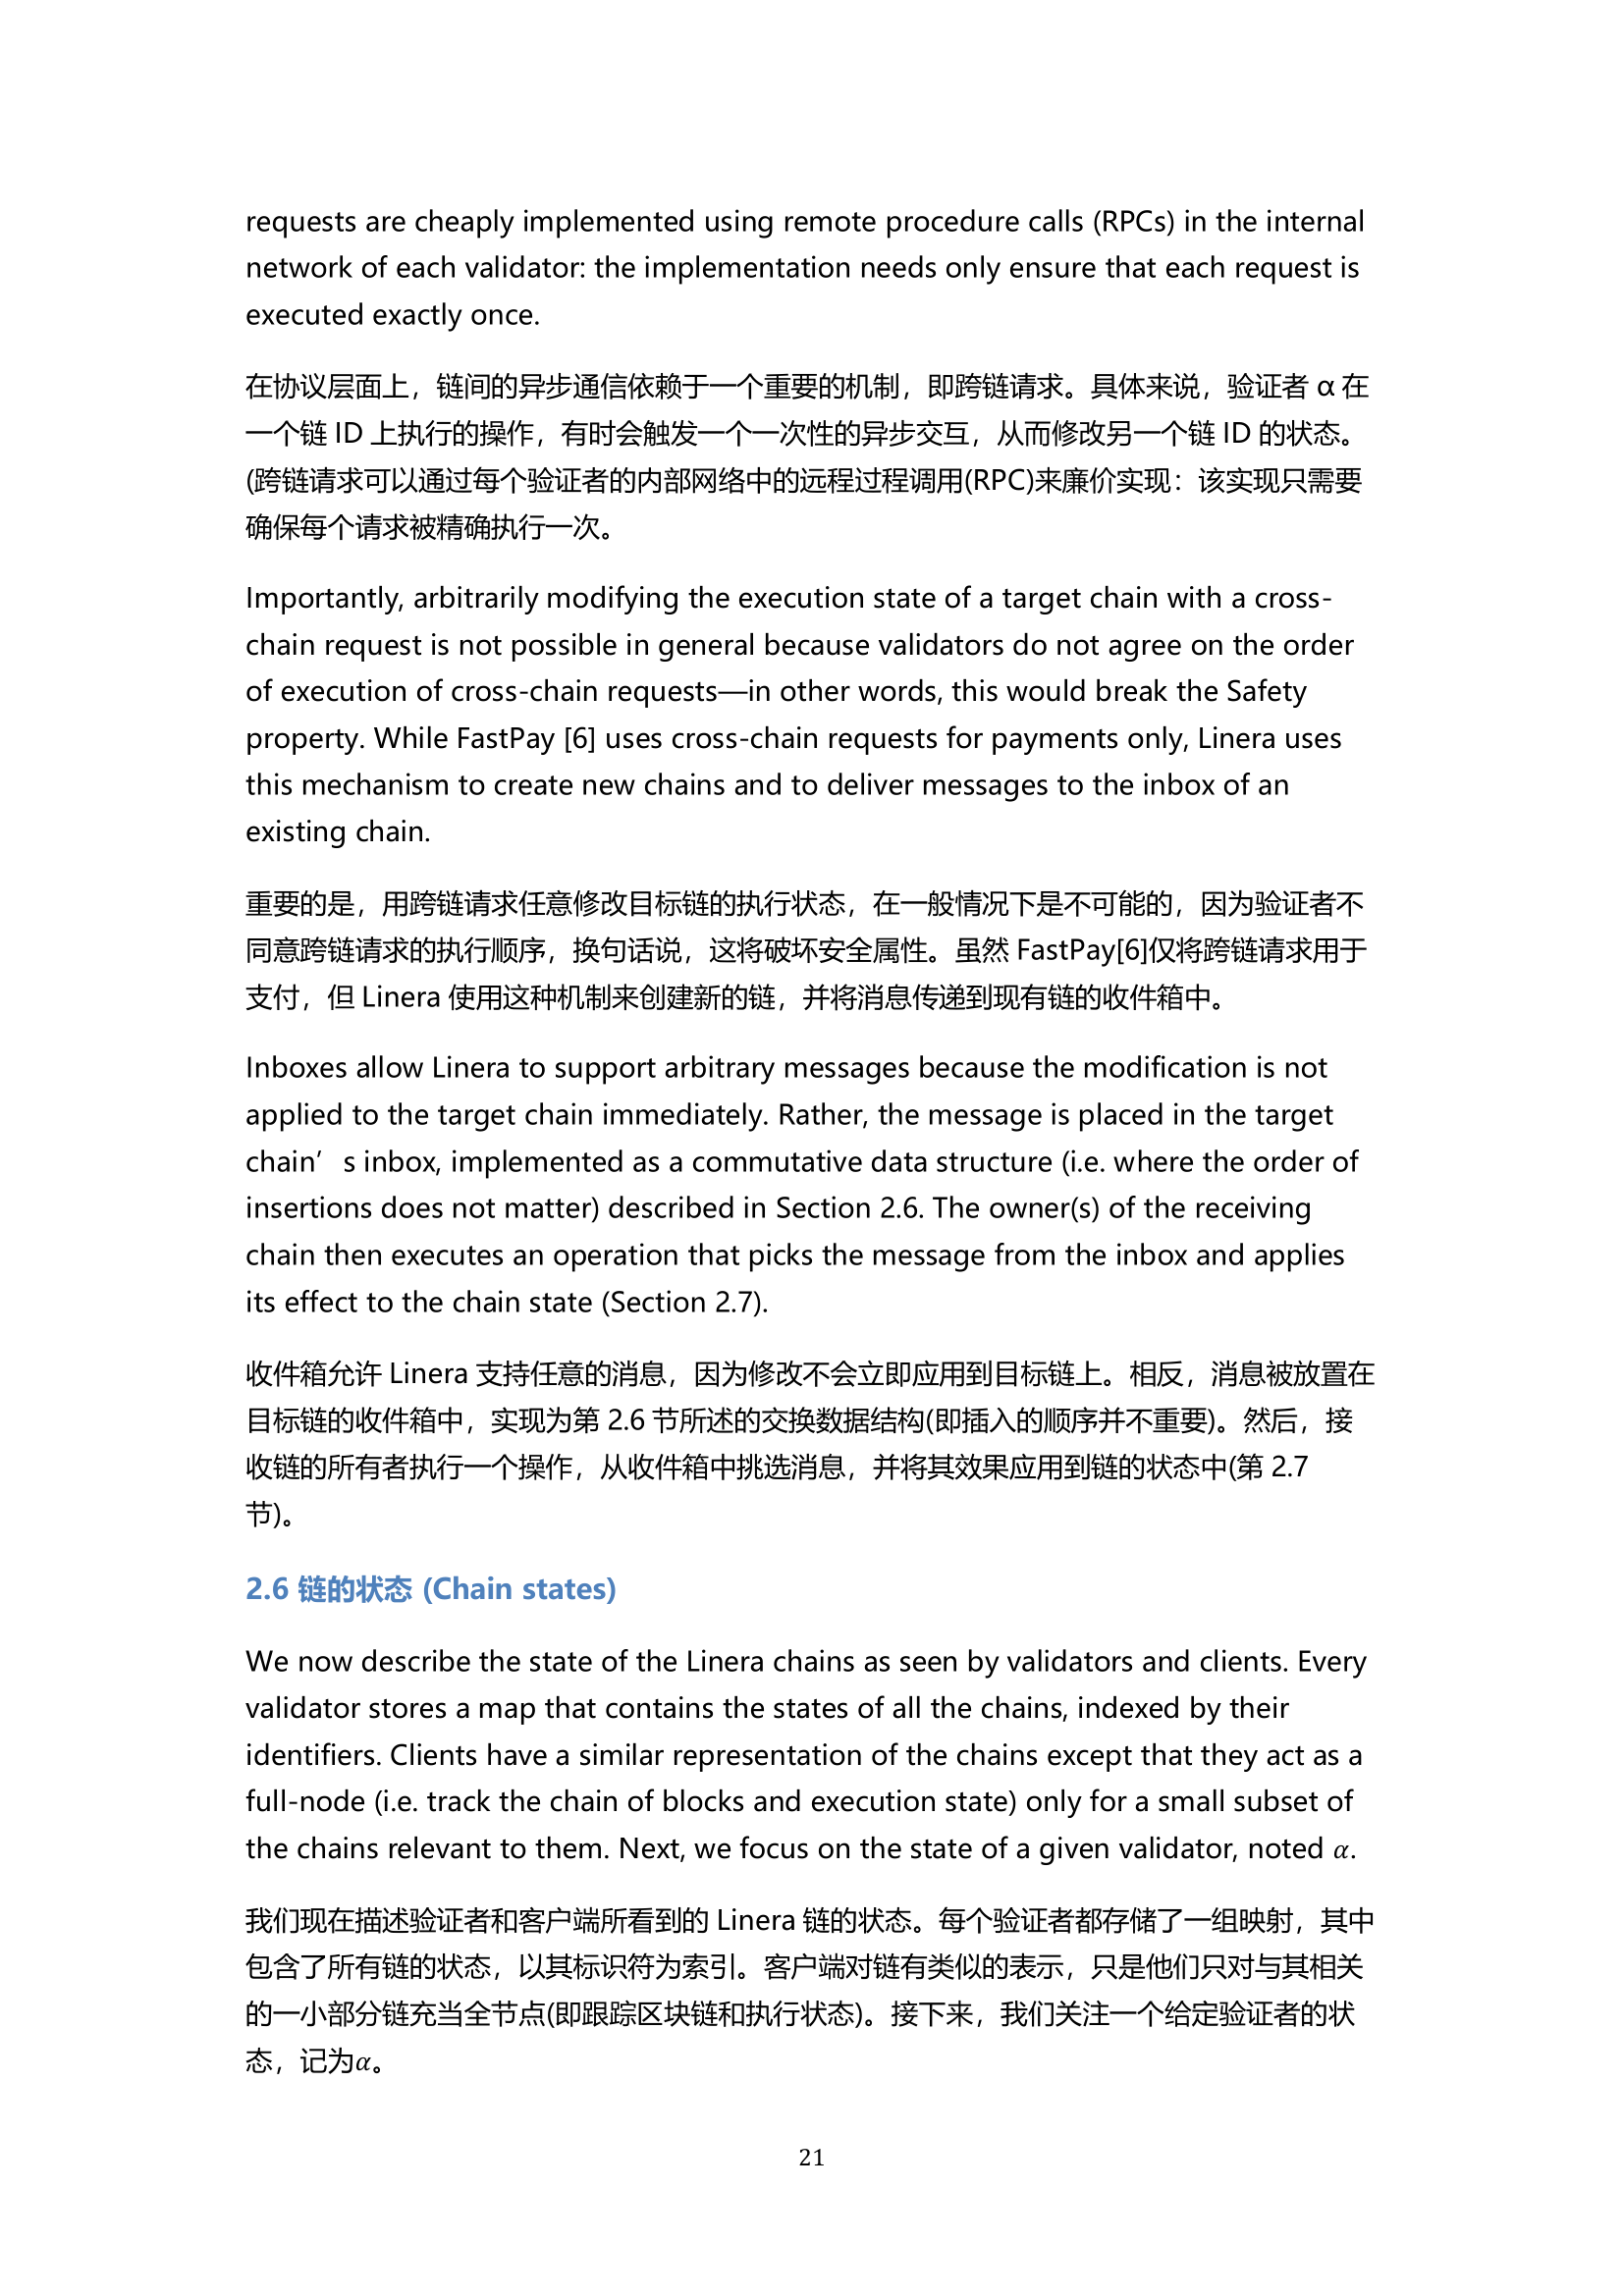 requests are cheaply implemented using remote procedure calls (RPCs) in the internal
network of each validator: the implementation needs only ensure that each request is
executed exactly once.
在协议层面上，链间的异步通信依赖于一个重要的机制，即跨链请求。具体来说，验证者 α 在
一个链 ID 上执行的操作，有时会触发一个一次性的异步交互，从而修改另一个链 ID 的状态。
(跨链请求可以通过每个验证者的内部网络中的远程过程调用(RPC)来廉价实现：该实现只需要
确保每个请求被精确执行一次。
Importantly, arbitrarily modifying the execution state of a target chain with a cross-
chain request is not possible in general because validators do not agree on the order
of execution of cross-chain requests—in other words, this would break the Safety
property. While FastPay [6] uses cross-chain requests for payments only, Linera uses
this mechanism to create new chains and to deliver messages to the inbox of an
existing chain.
重要的是，用跨链请求任意修改目标链的执行状态，在一般情况下是不可能的，因为验证者不
同意跨链请求的执行顺序，换句话说，这将破坏安全属性。虽然 FastPay[6]仅将跨链请求用于
支付，但 Linera 使用这种机制来创建新的链，并将消息传递到现有链的收件箱中。
Inboxes allow Linera to support arbitrary messages because the modification is not
applied to the target chain immediately. Rather, the message is placed in the target
chain’s inbox, implemented as a commutative data structure (i.e. where the order of
insertions does not matter) described in Section 2.6. The owner(s) of the receiving
chain then executes an operation that picks the message from the inbox and applies
its effect to the chain state (Section 2.7).
收件箱允许 Linera 支持任意的消息，因为修改不会立即应用到目标链上。相反，消息被放置在
目标链的收件箱中，实现为第 2.6 节所述的交换数据结构(即插入的顺序并不重要)。然后，接
收链的所有者执行一个操作，从收件箱中挑选消息，并将其效果应用到链的状态中(第 2.7
节)。
2.6 链的状态 (Chain states)
We now describe the state of the Linera chains as seen by validators and clients. Every
validator stores a map that contains the states of all the chains, indexed by their
identifiers. Clients have a similar representation of the chains except that they act as a
full-node (i.e. track the chain of blocks and execution state) only for a small subset of
the chains relevant to them. Next, we focus on the state of a given validator, noted α.
我们现在描述验证者和客户端所看到的 Linera 链的状态。每个验证者都存储了一组映射，其中
包含了所有链的状态，以其标识符为索引。客户端对链有类似的表示，只是他们只对与其相关
的一小部分链充当全节点(即跟踪区块链和执行状态)。接下来，我们关注一个给定验证者的状
态，记为α。
21